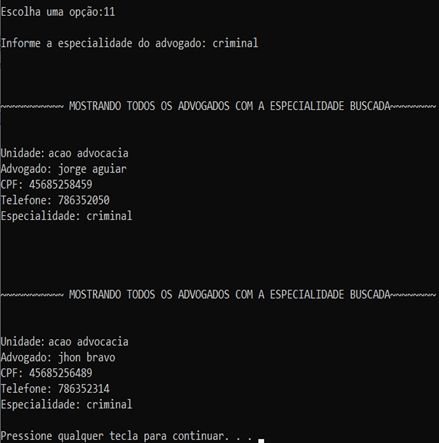 Escolha uma opção:11
Informe a especialidade do advogado: criminal
~~~~~~~~~~~ MOSTRANDO TODOS OS ADVOGADOS COM A ESPECIALIDADE BUSCADA~~~~~~~~
Unidade: acao advocacia
Advogado: jorge aguiar
CPF: 45685258459
Telefone: 786352050
Especialidade: criminal
~~~~~~~~~~~ MOSTRANDO TODOS OS ADVOGADOS COM A ESPECIALIDADE BUSCADA~~~~~~~~
Unidade: acao advocacia
Advogado: jhon bravo
CPF: 45685256489
Telefone: 786352314
Especialidade: criminal
Pressione qualquer tecla para continuar. . .